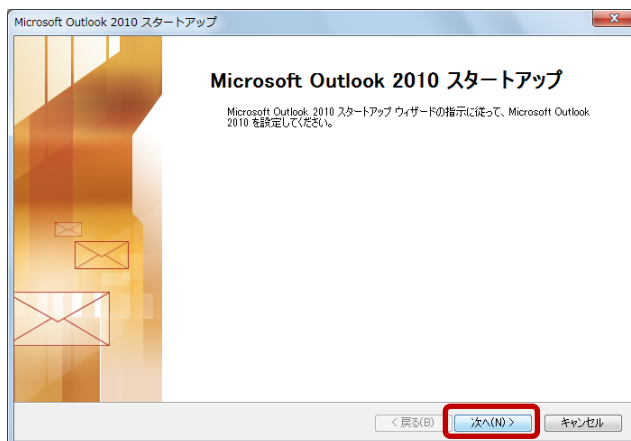 Microsoft Outlook 2010 スタートアップ
Microsoft Outlook 2010 スタートアップ
Microsoft Outlook 2010 スタートアップ ウィザードの指示に従って、Microsoft Outlook
2010 を設定してください。
< 戻る(B)
次へ(N) >
キャンセル